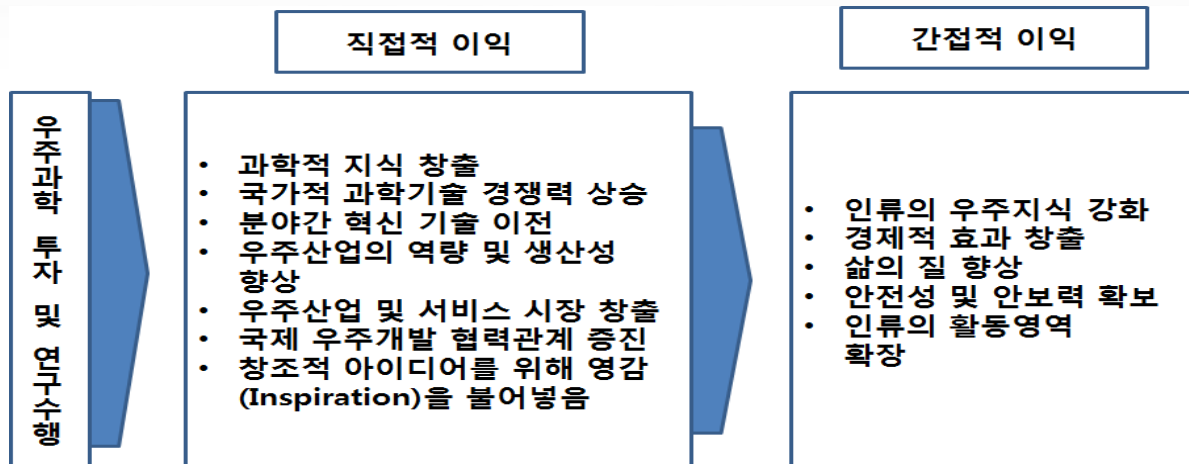 직접적 이익
간접적 이익
우주과학 투자 및 연구수행
• 과학적 지식 창출
• 국가적 과학기술 경쟁력 상승
• 분야간 혁신 기술 이전
• 우주산업의 역량 및 생산성
향상
• 우주산업 및 서비스 시장 창출
• 국제 우주개발 협력관계 증진
• 창조적 아이디어를 위해 영감
(Inspiration)을 불어넣음
• 인류의 우주지식 강화
• 경제적 효과 창출
• 삶의 질 향상
• 안전성 및 안보력 확보
• 인류의 활동영역
확장